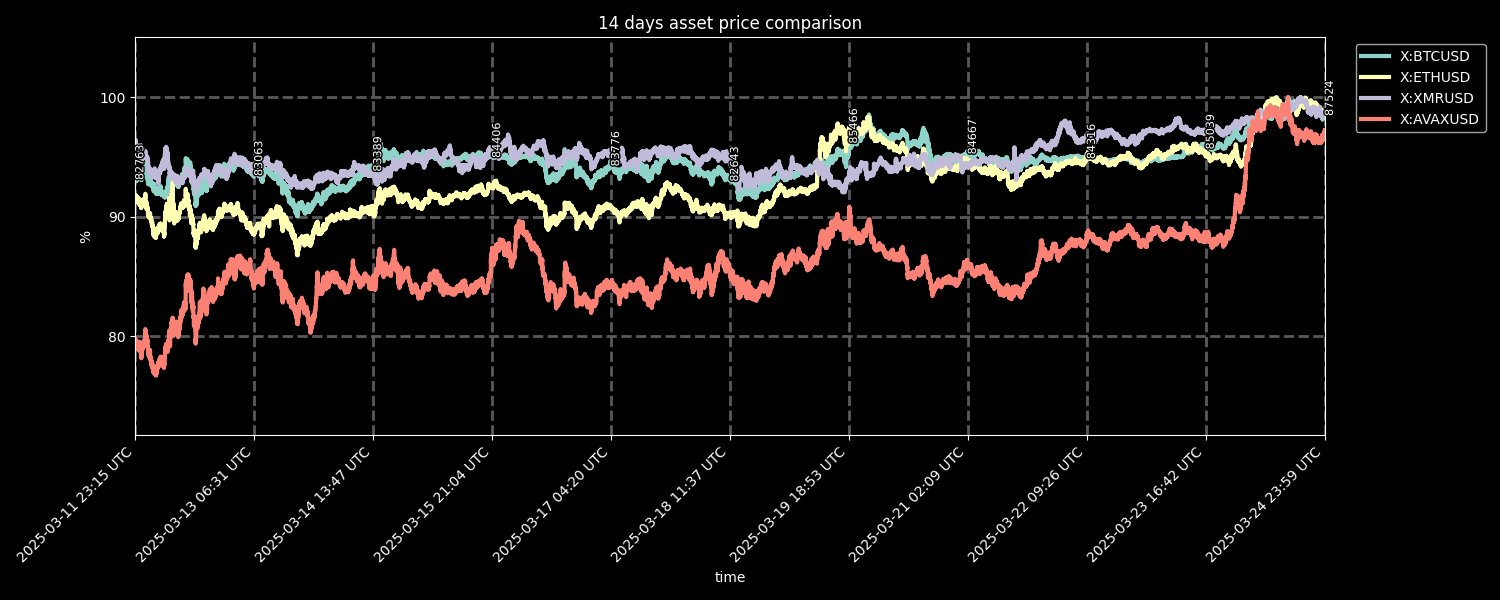 14 days asset price comparison
X:BTCUSD
X:ETHUSD
X:XMRUSD
X:AVAXUSD
100
90
80
%
82763
83063
83389
84406
83776
82643
85466
84667
84316
85039
87524
2025-03-11 23:15 UTC
2025-03-13 06:31 UTC
2025-03-14 13:47 UTC
2025-03-15 21:04 UTC
2025-03-17 04:20 UTC
2025-03-18 11:37 UTC
2025-03-19 18:53 UTC
2025-03-21 02:09 UTC
2025-03-22 09:26 UTC
2025-03-23 16:42 UTC
2025-03-24 23:59 UTC
time